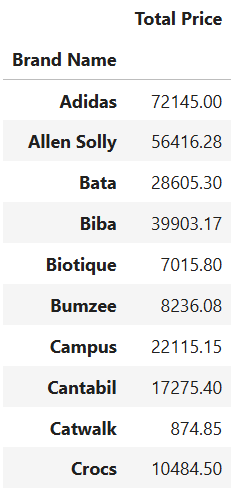 Total Price
Brand Name
Adidas 72145.00
Allen Solly 56416.28
Bata 28605.30
Biba 39903.17
Biotique 7015.80
Bumzee 8236.08
Campus 22115.15
Cantabil 17275.40
Catwalk 874.85
Crocs 10484.50